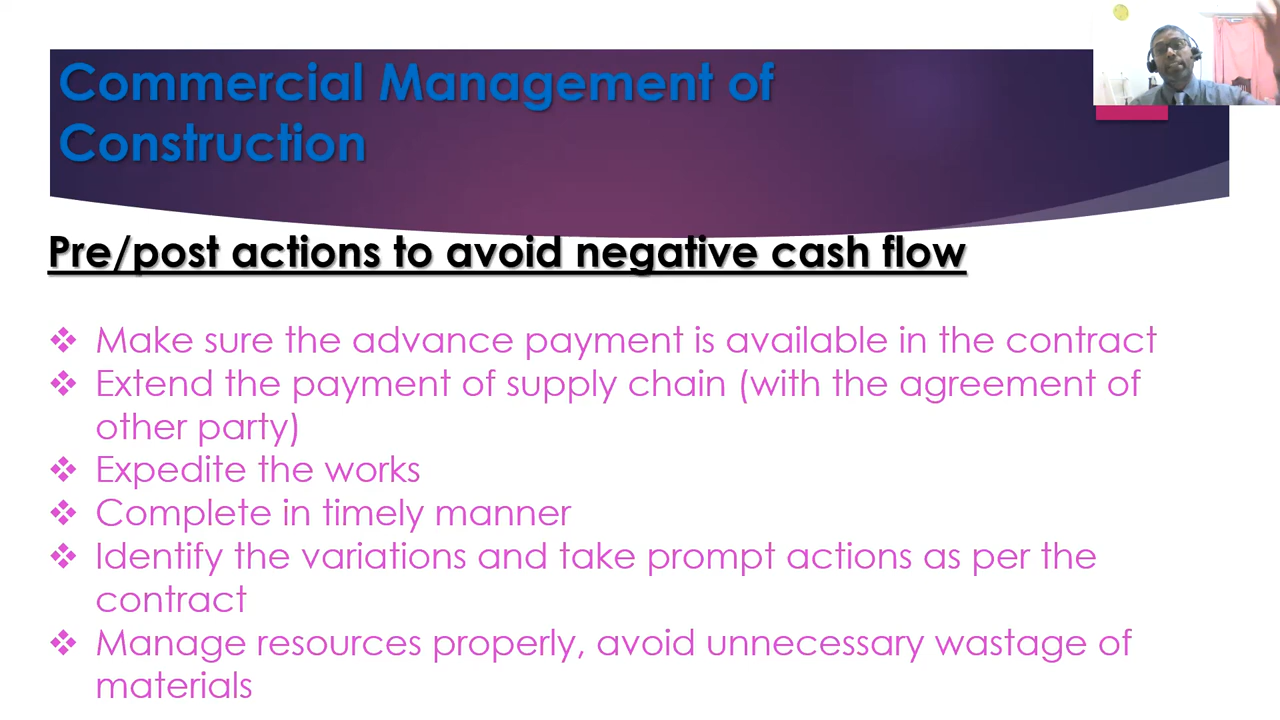 Commercial Management of
Construction
Pre/post actions to avoid negative cash flow
❖ Make sure the advance payment is available in the contract
❖ Extend the payment of supply chain (with the agreement of
other party)
❖ Expedite the works
❖ Complete in timely manner
❖ Identify the variations and take prompt actions as per the
contract
❖ Manage resources properly, avoid unnecessary wastage of
materials